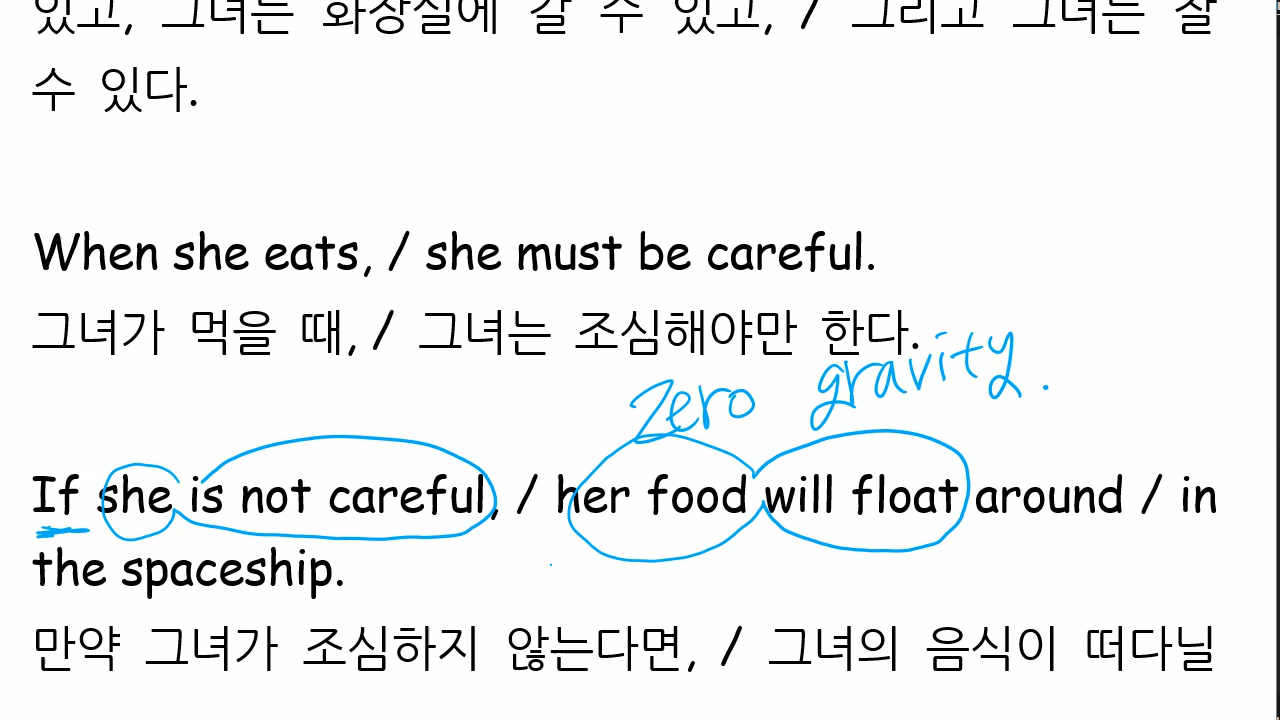 있고, 그녀는 화장실에 갈 수 있고, / 그리고 그녀는 잘
수 있다.
When she eats, / she must be careful.
그녀가 먹을 때, / 그녀는 조심해야만 한다.
zero gravity.
If she is not careful, / her food will float around / in
the spaceship.
만약 그녀가 조심하지 않는다면, / 그녀의 음식이 떠다닐